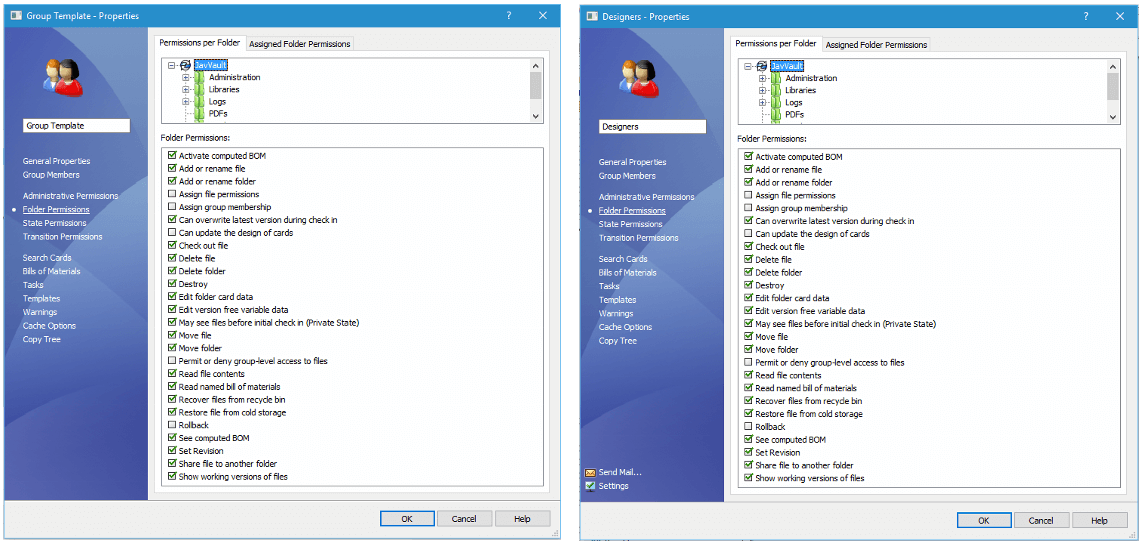 Group Template - Properties
?
Group Template
General Properties
Group Members
Administrative Permissions
Folder Permissions
State Permissions
Transition Permissions
Search Cards
Bills of Materials
Tasks
Templates
Warnings
Cache Options
Copy Tree
Permissions per Folder
Assigned Folder Permissions
JavVault
Administration
Libraries
Logs
PDFs
Folder Permissions:
Activate computed BOM
Add or rename file
Add or rename folder
Assign file permissions
Assign group membership
Can overwrite latest version during check in
Can update the design of cards
Check out file
Delete file
Delete folder
Destroy
Edit folder card data
Edit version free variable data
May see files before initial check in (Private State)
Move file
Move folder
Permit or deny group-level access to files
Read file contents
Read named bill of materials
Recover files from recycle bin
Restore file from cold storage
Rollback
See computed BOM
Set Revision
Share file to another folder
Show working versions of files
OK
Cancel
Help
Designers - Properties
?
Designers
General Properties
Group Members
Administrative Permissions
Folder Permissions
State Permissions
Transition Permissions
Search Cards
Bills of Materials
Tasks
Templates
Warnings
Cache Options
Copy Tree
Send Mail...
Settings
Permissions per Folder
Assigned Folder Permissions
JavVault
Administration
Libraries
Logs
PDFs
Folder Permissions:
Activate computed BOM
Add or rename file
Add or rename folder
Assign file permissions
Assign group membership
Can overwrite latest version during check in
Can update the design of cards
Check out file
Delete file
Delete folder
Destroy
Edit folder card data
Edit version free variable data
May see files before initial check in (Private State)
Move file
Move folder
Permit or deny group-level access to files
Read file contents
Read named bill of materials
Recover files from recycle bin
Restore file from cold storage
Rollback
See computed BOM
Set Revision
Share file to another folder
Show working versions of files
OK
Cancel
Help